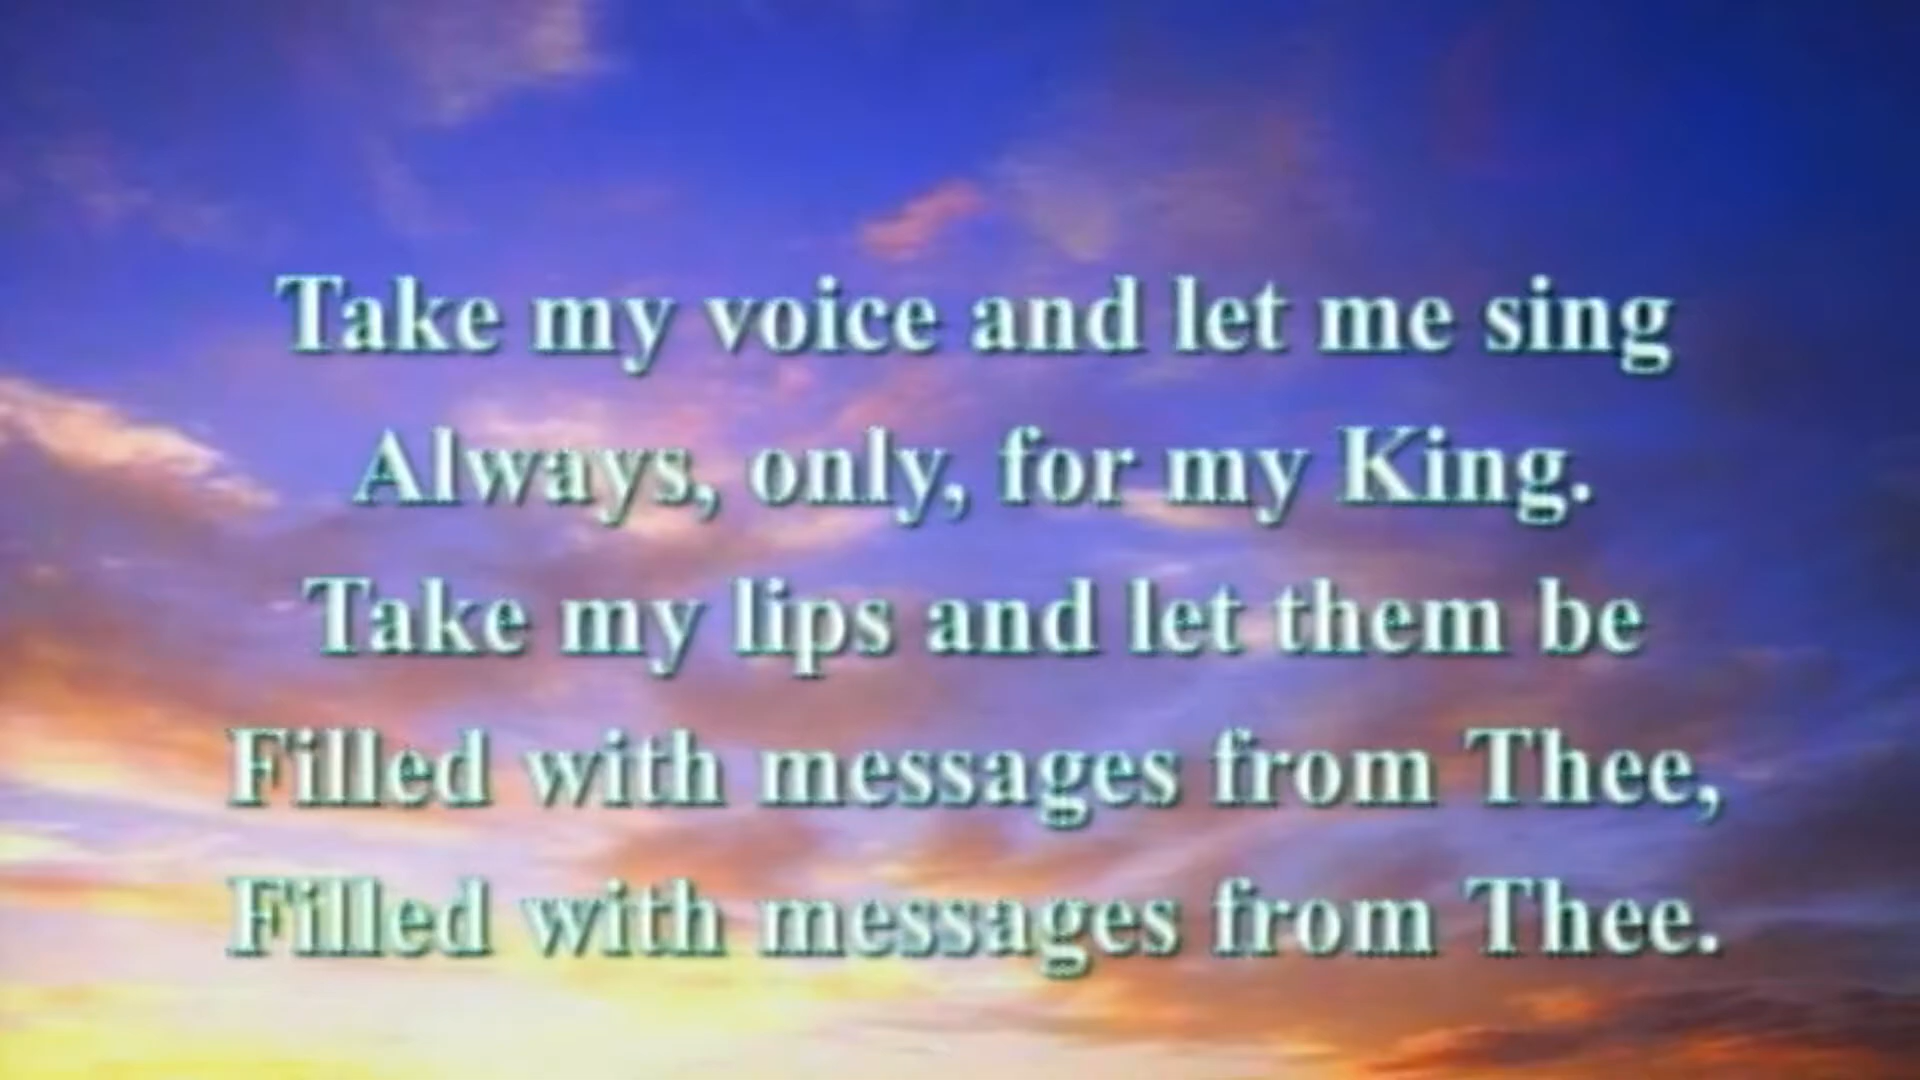 Take my voice and let me sing
Always, only, for my King.
Take my lips and let them be
Filled with messages from Thee,
Filled with messages from Thee.